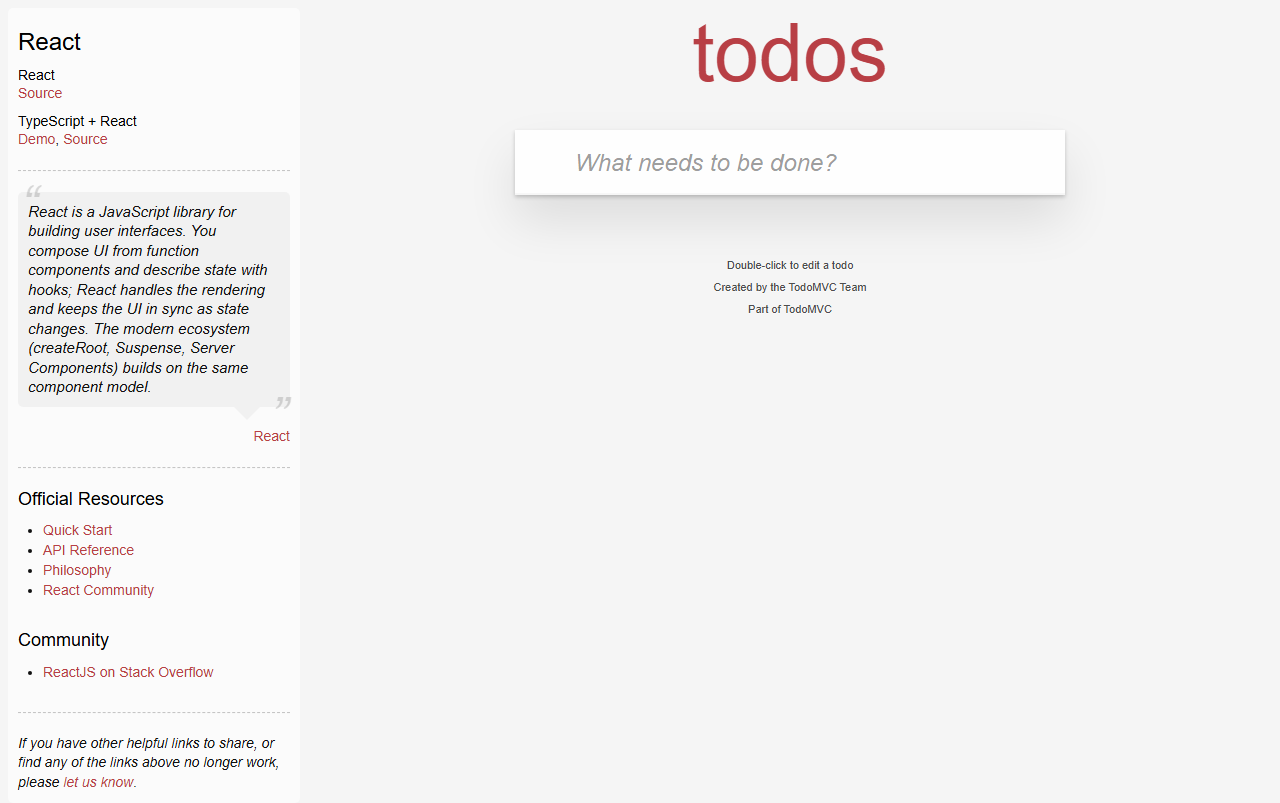 React
React
Source
TypeScript + React
Demo, Source
“
React is a JavaScript library for
building user interfaces. You
compose UI from function
components and describe state with
hooks; React handles the rendering
and keeps the UI in sync as state
changes. The modern ecosystem
(createRoot, Suspense, Server
Components) builds on the same
component model.
”
React
Official Resources
• Quick Start
• API Reference
• Philosophy
• React Community
Community
• ReactJS on Stack Overflow
If you have other helpful links to share, or
find any of the links above no longer work,
please let us know.
todos
What needs to be done?
Double-click to edit a todo
Created by the TodoMVC Team
Part of TodoMVC